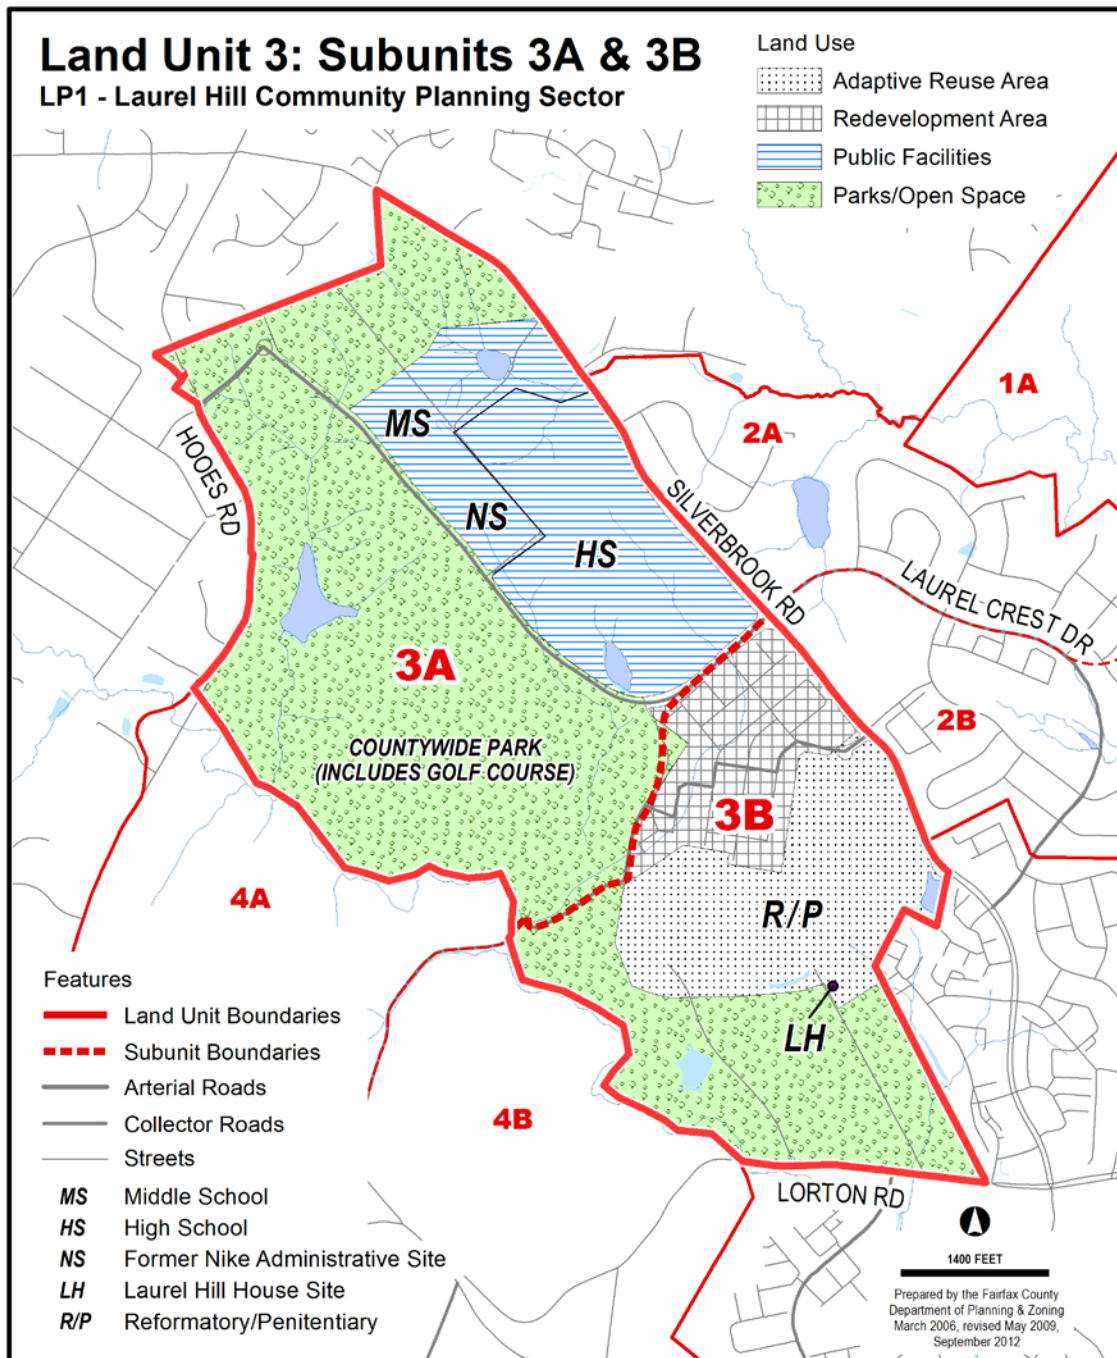 Land Unit 3: Subunits 3A & 3B
LP1 - Laurel Hill Community Planning Sector
Land Use
Adaptive Reuse Area
Redevelopment Area
Public Facilities
Parks/Open Space
1A
2A
MS
HOOES RD
NS
HS
SILVERBROOK RD
LAUREL CREST DR
3A
2B
COUNTYWIDE PARK
(INCLUDES GOLF COURSE)
3B
4A
R/P
LH
4B
LORTON RD
Features
Land Unit Boundaries
Subunit Boundaries
Arterial Roads
Collector Roads
Streets
MS Middle School
HS High School
NS Former Nike Administrative Site
LH Laurel Hill House Site
R/P Reformatory/Penitentiary
1400 FEET
Prepared by the Fairfax County
Department of Planning & Zoning
March 2006, revised May 2009,
September 2012